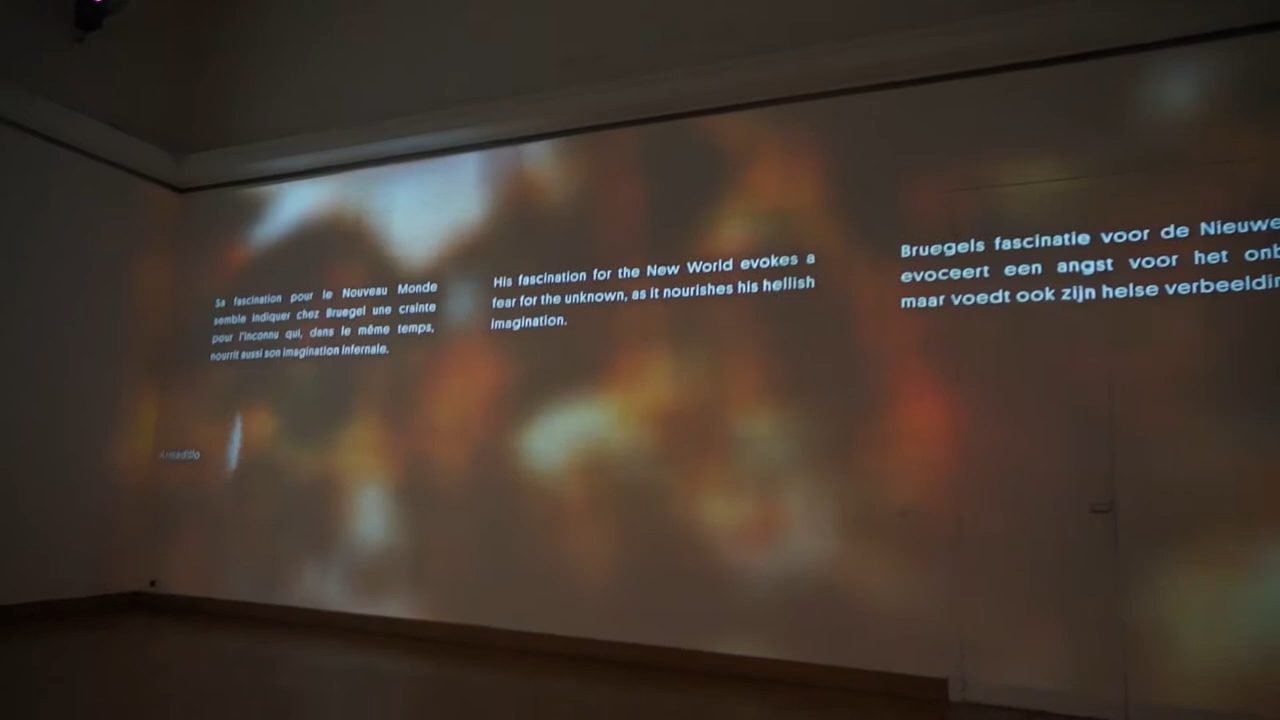 Sa fascination pour le Nouveau Monde
semble indiquer chez Bruegel une crainte
pour l'inconnu qui, dans le même temps,
nourrit aussi son imagination infernale.
Armadillo
His fascination for the New World evokes a
fear for the unknown, as it nourishes his hellish
imagination.
Bruegels fascinatie voor de Nieuwe
evoceert een angst voor het onb
maar voedt ook zijn helse verbeeldin